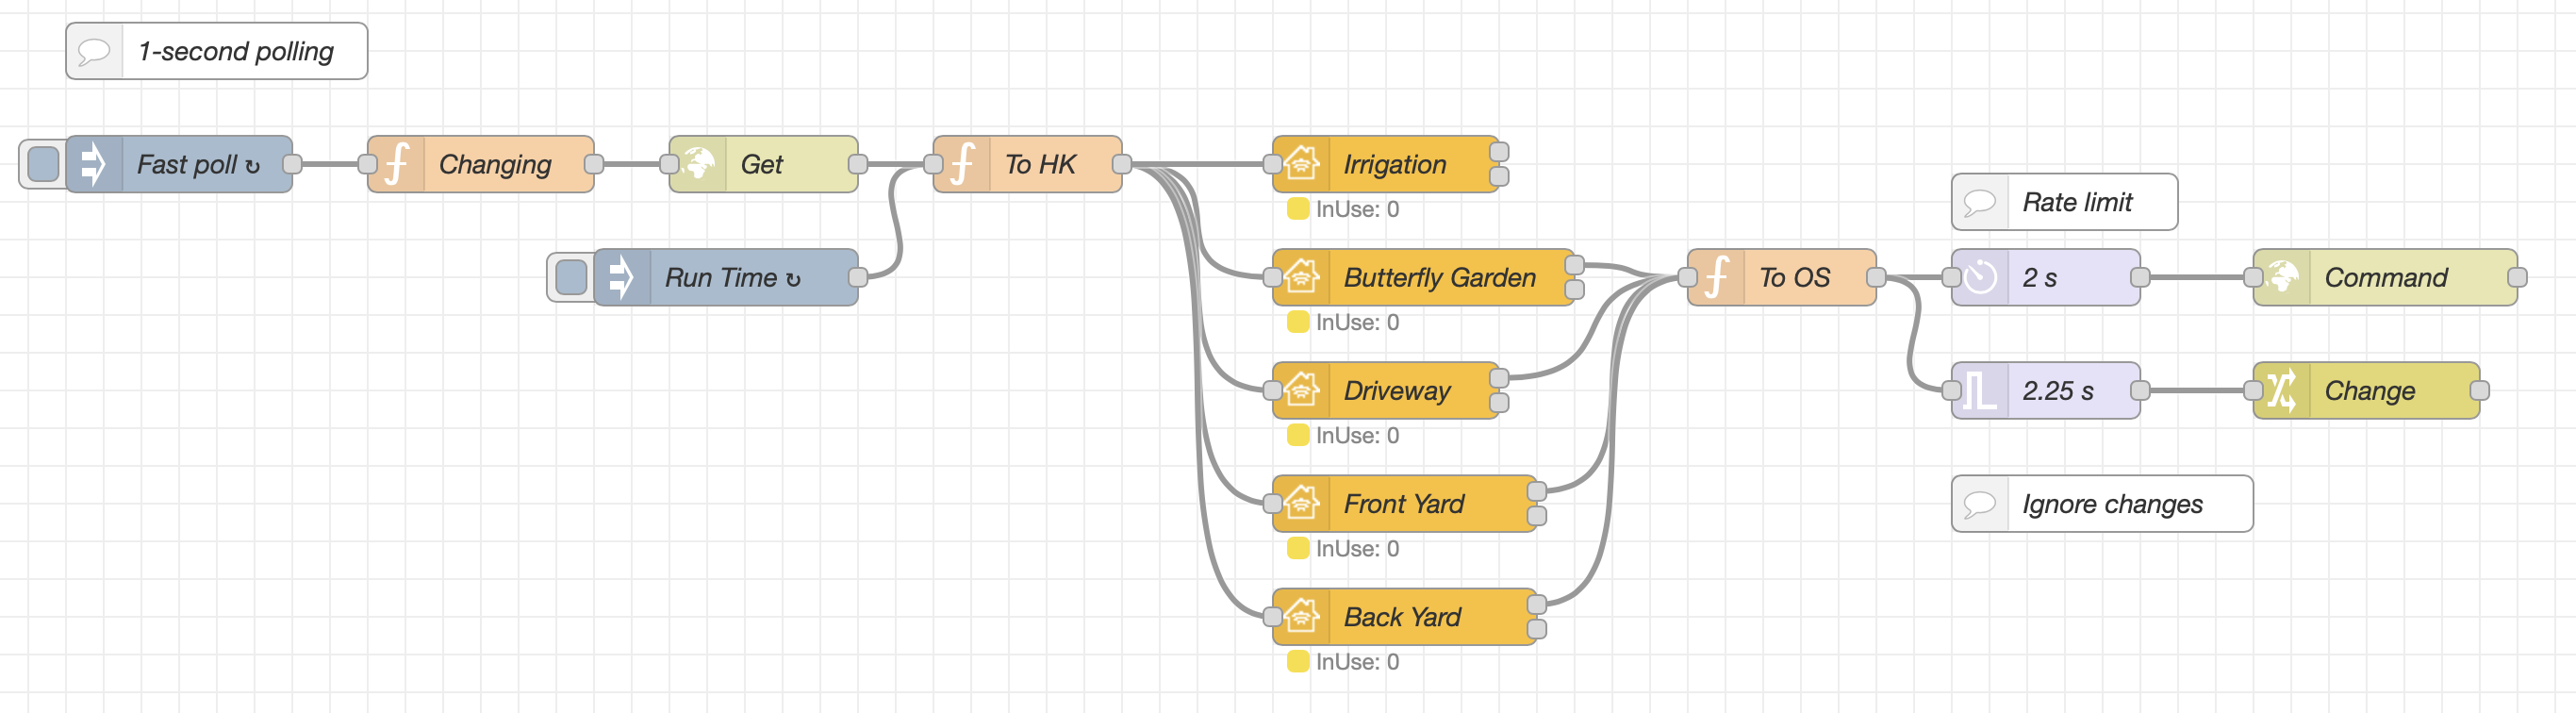 1-second polling
Fast poll ↻
Changing
Get
To HK
Irrigation
InUse: 0
Rate limit
Run Time ↻
Butterfly Garden
InUse: 0
To OS
2 s
Command
Driveway
InUse: 0
2.25 s
Change
Front Yard
InUse: 0
Ignore changes
Back Yard
InUse: 0